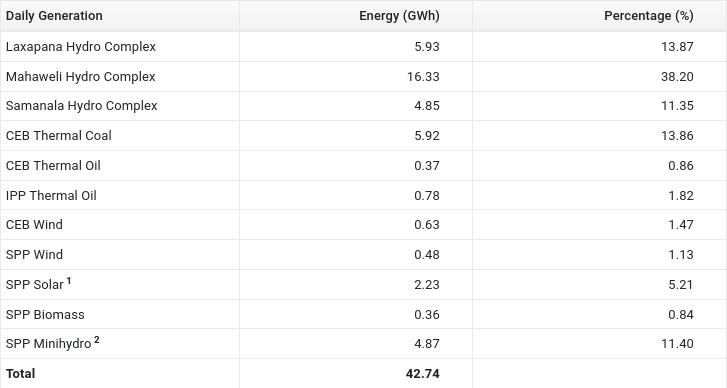 Daily Generation Energy (GWh) Percentage (%)
Laxapana Hydro Complex 5.93 13.87
Mahaweli Hydro Complex 16.33 38.20
Samanala Hydro Complex 4.85 11.35
CEB Thermal Coal 5.92 13.86
CEB Thermal Oil 0.37 0.86
IPP Thermal Oil 0.78 1.82
CEB Wind 0.63 1.47
SPP Wind 0.48 1.13
SPP Solar 1 2.23 5.21
SPP Biomass 0.36 0.84
SPP Minihydro 2 4.87 11.40
Total 42.74